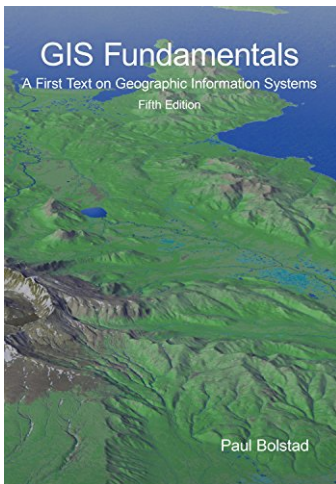 GIS Fundamentals
A First Text on Geographic Information Systems
Fifth Edition
Paul Bolstad